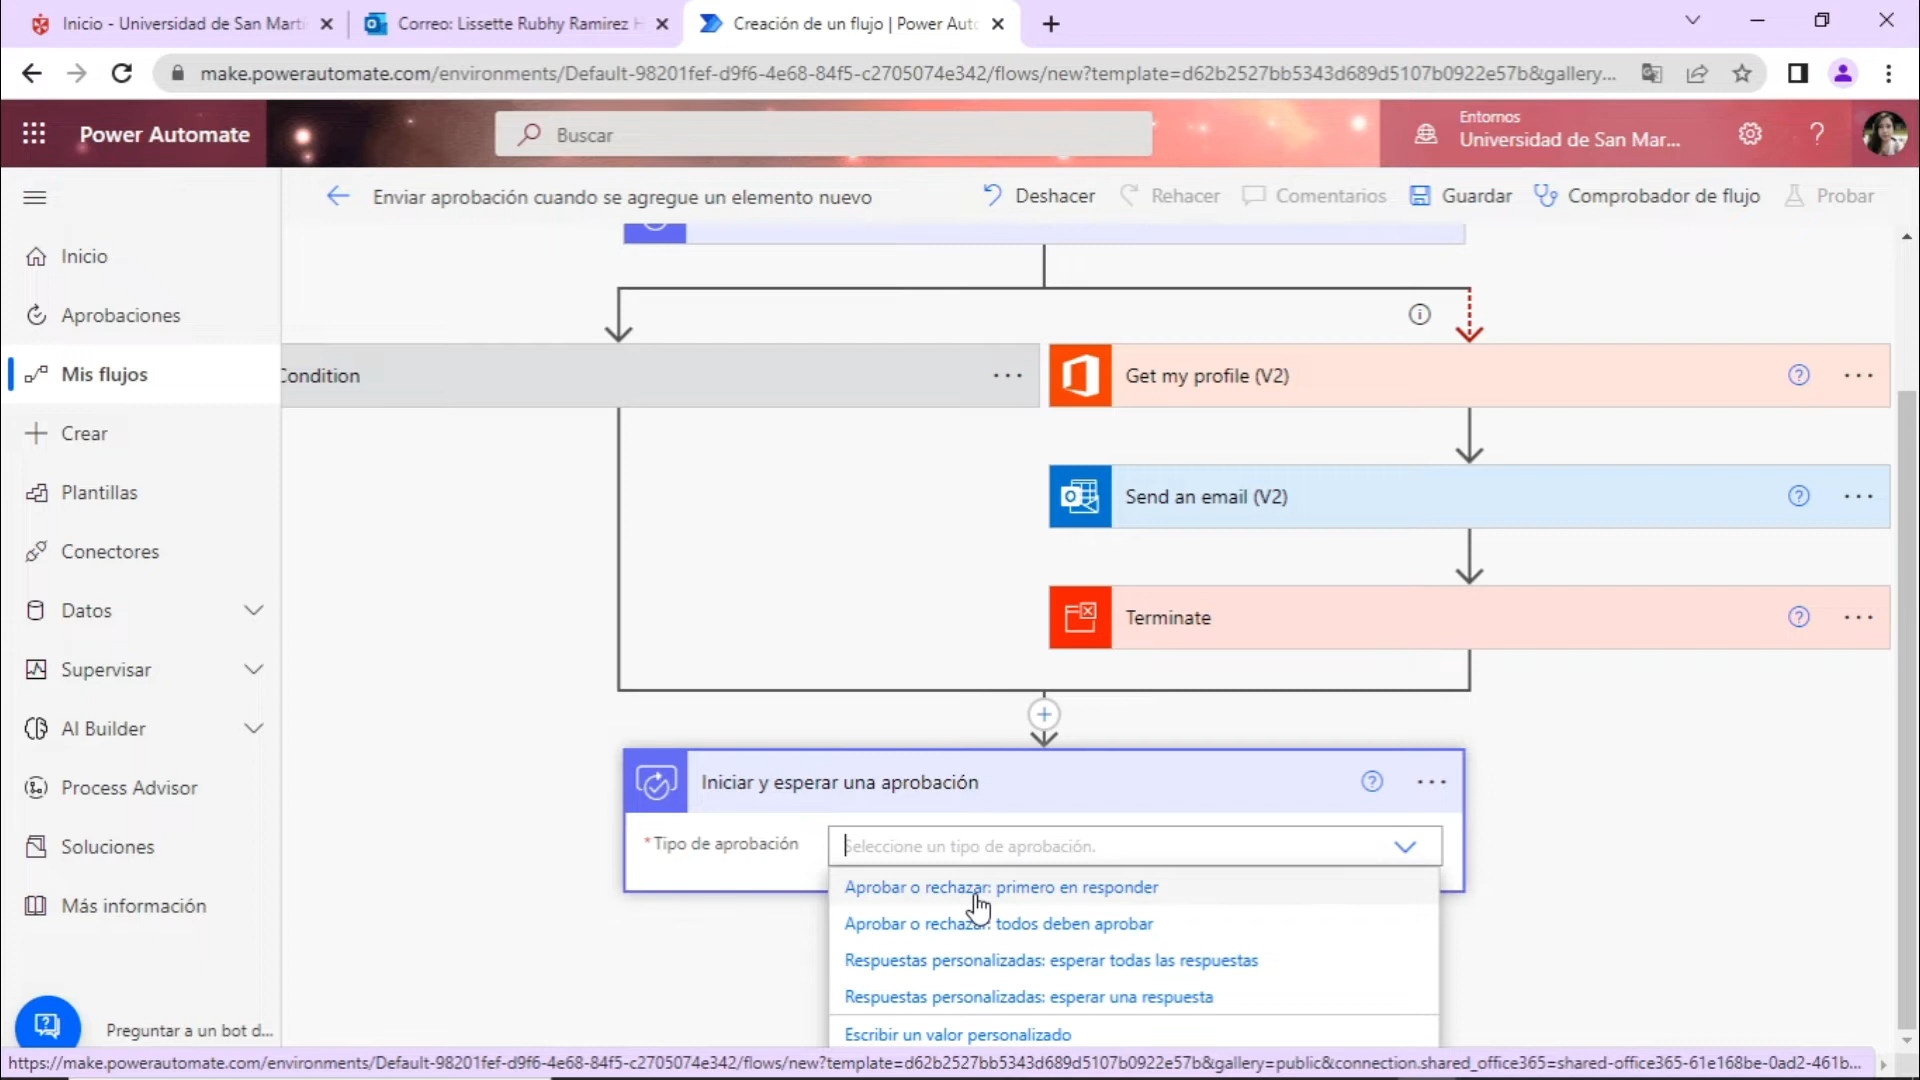 Inicio - Universidad de San Marti
Correo: Lissette Rubhy Ramirez H
Creación de un flujo | Power Auto
make.powerautomate.com/environments/Default-98201fef-d9f6-4e68-84f5-c2705074e342/flows/new?template=d62b2527bb5343d689d5107b0922e57b&gallery...
Power Automate
Buscar
Entornos
Universidad de San Mar...
Enviar aprobación cuando se agregue un elemento nuevo
Deshacer
Rehacer
Comentarios
Guardar
Comprobador de flujo
Probar
Inicio
Aprobaciones
Mis flujos
Crear
Plantillas
Conectores
Datos
Supervisar
AI Builder
Process Advisor
Soluciones
Más información
Preguntar a un bot d...
Condition
Get my profile (V2)
Send an email (V2)
Terminate
Iniciar y esperar una aprobación
* Tipo de aprobación
Seleccione un tipo de aprobación.
Aprobar o rechazar: primero en responder
Aprobar o rechazar: todos deben aprobar
Respuestas personalizadas: esperar todas las respuestas
Respuestas personalizadas: esperar una respuesta
Escribir un valor personalizado
https://make.powerautomate.com/environments/Default-98201fef-d9f6-4e68-84f5-c2705074e342/flows/new?template=d62b2527bb5343d689d5107b0922e57b&gallery=public&connection.shared_office365=shared-office365-61e168be-0ad2-461b...